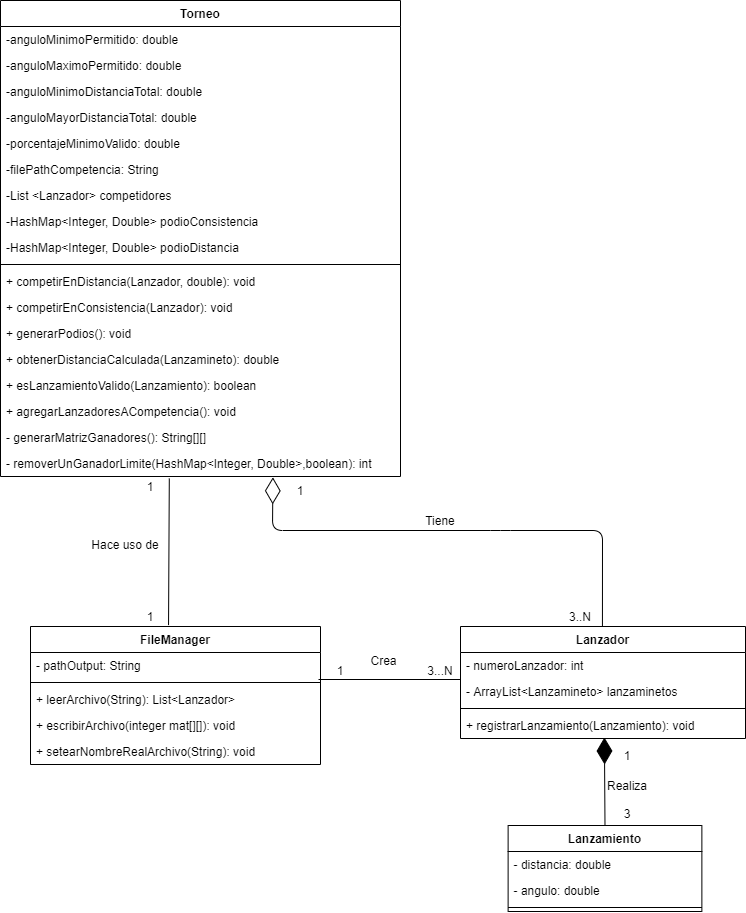 Torneo
-anguloMinimoPermitido: double
-anguloMaximoPermitido: double
-anguloMinimoDistanciaTotal: double
-anguloMayorDistanciaTotal: double
-porcentajeMinimoValido: double
-filePathCompetencia: String
-List <Lanzador> competidores
-HashMap<Integer, Double> podioConsistencia
-HashMap<Integer, Double> podioDistancia
+ competirEnDistancia(Lanzador, double): void
+ competirEnConsistencia(Lanzador): void
+ generarPodios(): void
+ obtenerDistanciaCalculada(Lanzamineto): double
+ esLanzamientoValido(Lanzamiento): boolean
+ agregarLanzadoresACompetencia(): void
- generarMatrizGanadores(): String[][]
- removerUnGanadorLimite(HashMap<Integer, Double>,boolean): int
1
1
Tiene
Hace uso de
1
3..N
FileManager
- pathOutput: String
+ leerArchivo(String): List<Lanzador>
+ escribirArchivo(integer mat[][]): void
+ setearNombreRealArchivo(String): void
Crea
1
3...N
Lanzador
- numeroLanzador: int
- ArrayList<Lanzamineto> lanzaminetos
+ registrarLanzamiento(Lanzamiento): void
1
Realiza
3
Lanzamiento
- distancia: double
- angulo: double